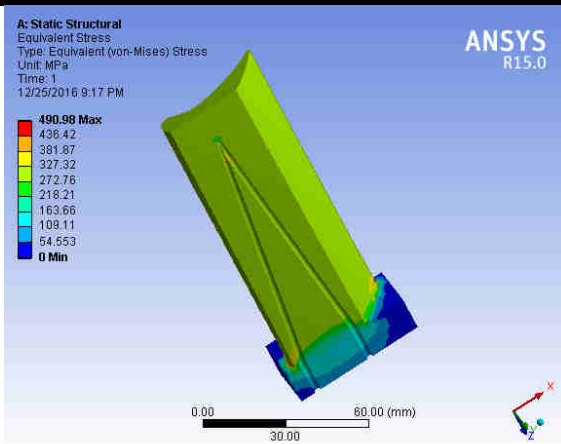 A: Static Structural
Equivalent Stress
Type: Equivalent (von-Mises) Stress
Unit: MPa
Time: 1
12/25/2016 9:17 PM
ANSYS
R15.0
490.98 Max
436.42
381.87
327.32
272.76
218.21
163.66
109.11
54.553
0 Min
0.00
60.00 (mm)
30.00
X
Y
Z